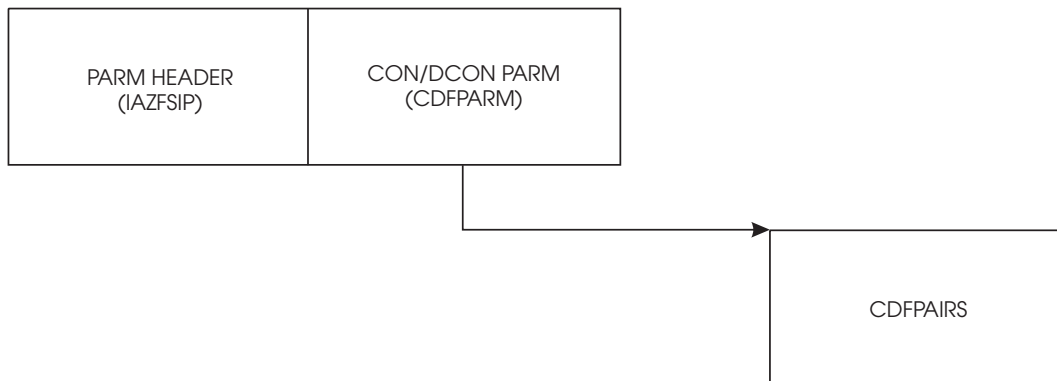 PARM HEADER
(IAZFSIP)
CON/DCON PARM
(CDFPARM)
CDFPAIRS